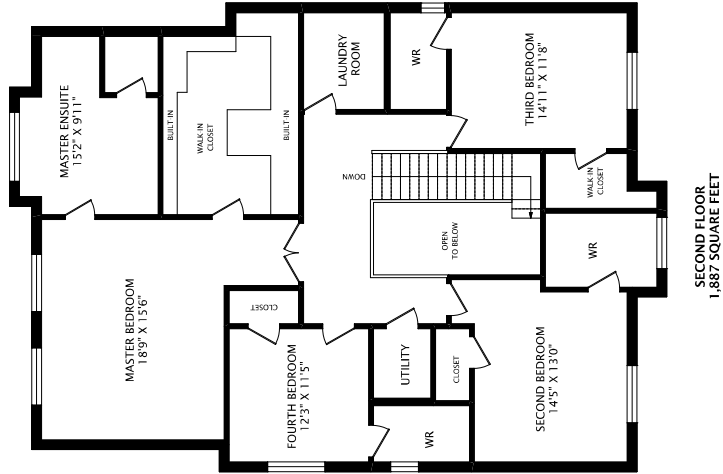 MASTER ENSUITE
15'2" X 9'11"
BUILT-IN
WALK-IN
CLOSET
BUILT-IN
LAUNDRY
ROOM
WR
THIRD BEDROOM
14'11" X 11'8"
DOWN
WALK-IN
CLOSET
OPEN
TO BELOW
WR
SECOND FLOOR
1,887 SQUARE FEET
MASTER BEDROOM
18'9" X 15'6"
CLOSET
FOURTH BEDROOM
12'3" X 11'5"
UTILITY
CLOSET
SECOND BEDROOM
14'5" X 13'0"
WR